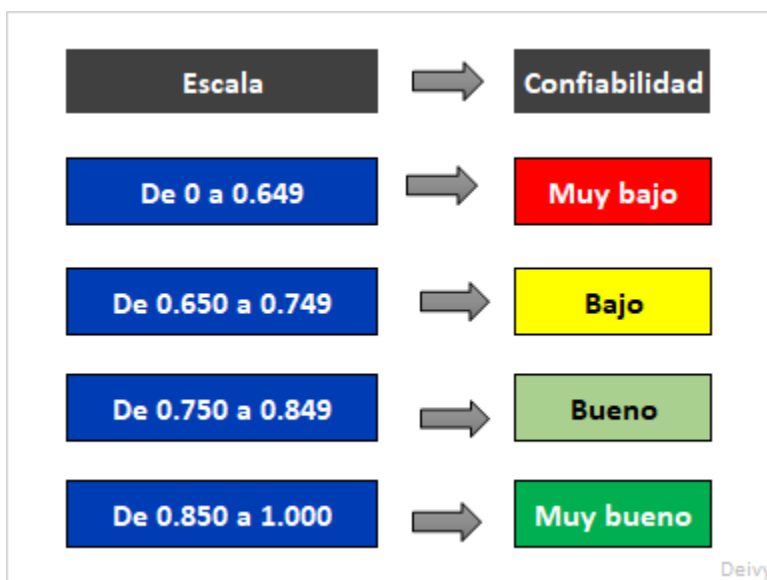 Escala Confiabilidad
De 0 a 0.649 Muy bajo
De 0.650 a 0.749 Bajo
De 0.750 a 0.849 Bueno
De 0.850 a 1.000 Muy bueno
Deivy